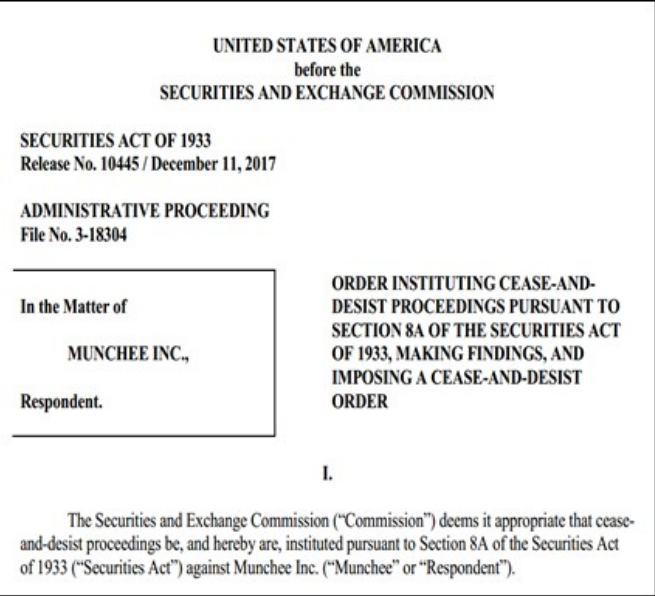 UNITED STATES OF AMERICA
before the
SECURITIES AND EXCHANGE COMMISSION
SECURITIES ACT OF 1933
Release No. 10445 / December 11, 2017
ADMINISTRATIVE PROCEEDING
File No. 3-18304
In the Matter of
MUNCHEE INC.,
Respondent.
ORDER INSTITUTING CEASE-AND-
DESIST PROCEEDINGS PURSUANT TO
SECTION 8A OF THE SECURITIES ACT
OF 1933, MAKING FINDINGS, AND
IMPOSING A CEASE-AND-DESIST
ORDER
I.
The Securities and Exchange Commission (“Commission”) deems it appropriate that cease-
and-desist proceedings be, and hereby are, instituted pursuant to Section 8A of the Securities Act
of 1933 (“Securities Act”) against Munchee Inc. (“Munchee” or “Respondent”).